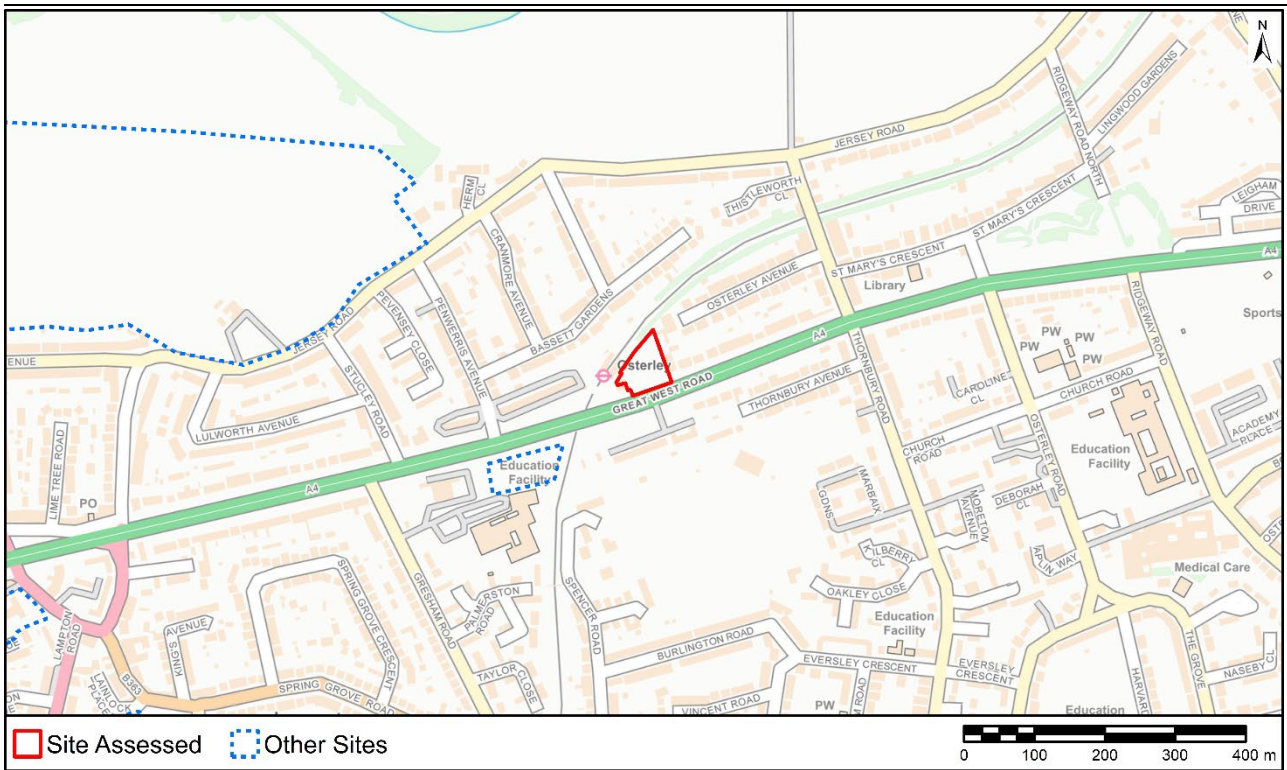 N
JERSEY ROAD
RIDGEWAY ROAD NORTH
LINGWOOD GARDENS
HERM
CL
THISTLEWORTH
CL
ST MARY'S CRESCENT
LEIGHAM
DRIVE
CRANMORE AVENUE
ST MARY'S CRESCENT
A4
OSTERLEY AVENUE
Library
PEVENSEY CLOSE
PENWERRIS AVENUE
BASSETT GARDENS
A4
RIDGEWAY ROAD
Sports
JERSEY ROAD
ENUE
Osterley
GREAT WEST ROAD
PW
PW
PW
PW
STUCLEY ROAD
THORNBURY AVENUE
THORNBURY ROAD
CAROLINE
CL
CHURCH ROAD
LULWORTH AVENUE
LIME TREE ROAD
CHURCH
ROAD
OSTERLEY ROAD
Education
Facility
ACADEMY
PLACE
Education
Facility
PO
A4
GDNS
MARBAIX
MORETON
AVENUE
DEBORAH
CL
KILBERRY
CL
APLIN WAY
Medical Care
SPRING GROVE CRESCENT
GRESHAM ROAD
PALMERSTON
ROAD
SPENCER ROAD
OAKLEY CLOSE
Education
Facility
LAMPTON
ROAD
KING'S
AVENUE
BURLINGTON ROAD
EVERSLEY CRESCENT
EVERSLEY
CRESCENT
THE GROVE
NASEBY CL
B363
SPRING GROVE ROAD
TAYLOR
CLOSE
VINCENT ROAD
PW
M ROAD
HARVARD
Education
Site Assessed
Other Sites
0 100 200 300 400 m